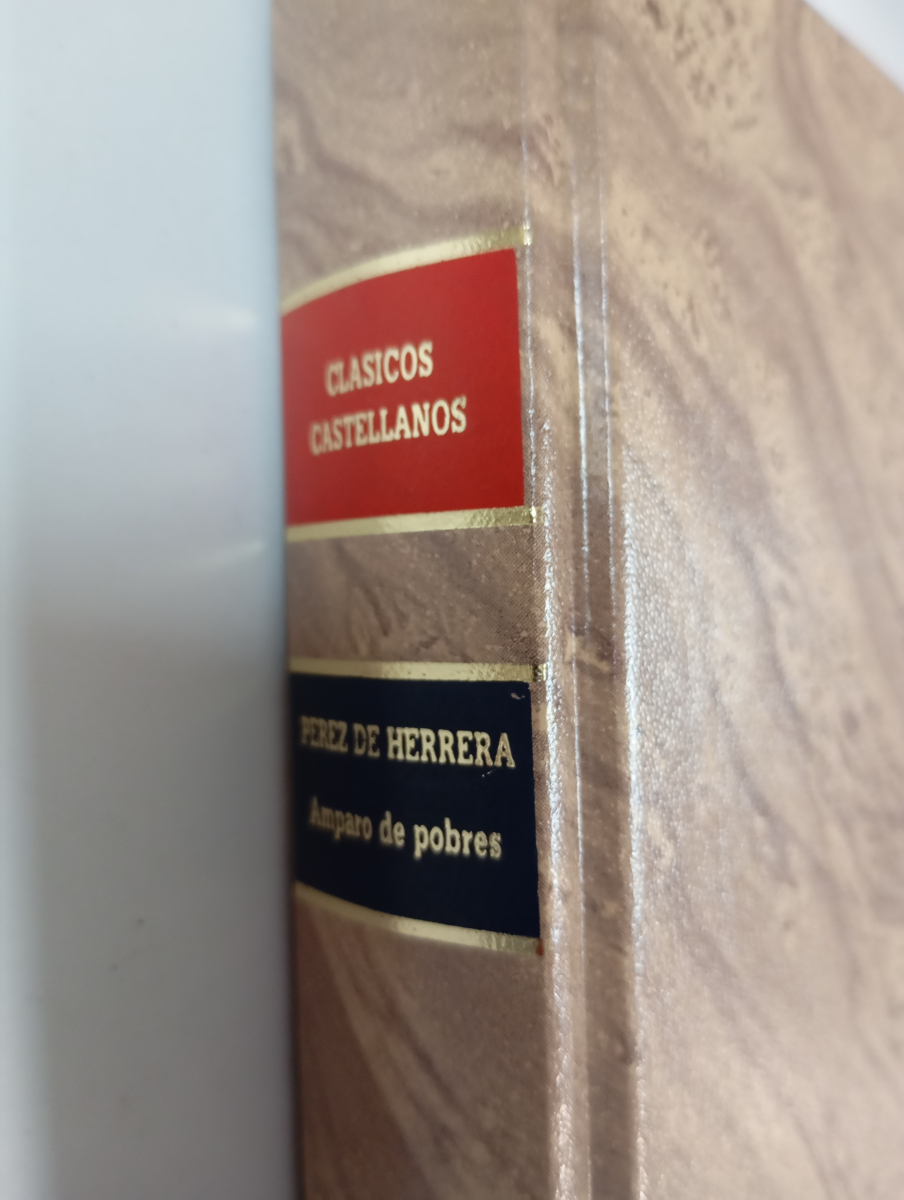 CLASICOS
CASTELLANOS
PEREZ DE HERRERA
Amparo de pobres